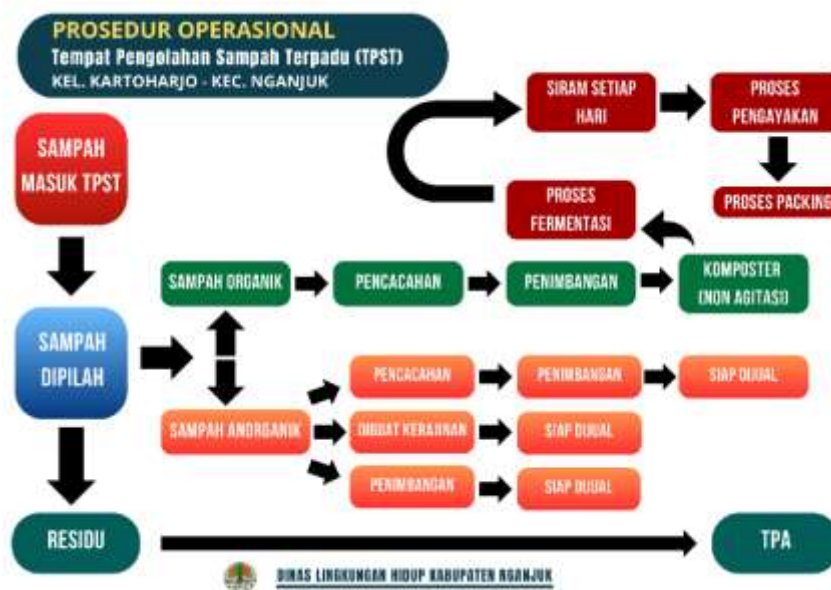 PROSEDUR OPERASIONAL
Tempat Pengolahan Sampah Terpadu (TPST)
KEL. KARTOHARJO - KEC. NGANJUK
SAMPAH
MASUK TPST
SIRAM SETIAP
HARI
PROSES
PENGAYAKAN
PROSES
FERMENTASI
PROSES PACKING
SAMPAH ORGANIK
PENCACAHAN
PENIMBANGAN
KOMPOSTER
(NON AGITASI)
SAMPAH
DIPILAH
PENCACAHAN
PENIMBANGAN
SIAP DIJUAL
SAMPAH ANORGANIK
DIBUAT KERAJINAN
SIAP DIJUAL
PENIMBANGAN
SIAP DIJUAL
RESIDU
TPA
DINAS LINGKUNGAN HIDUP KABUPATEN NGANJUK